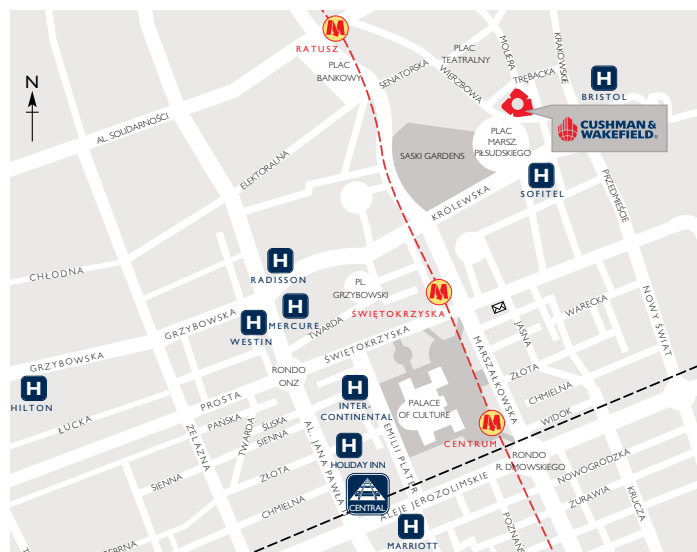 RATUSZ
PLAC
BANKOWY
SENATORSKA
PLAC
TEATRALNY
WIERZBOWA
MOLIERA
TRĘBACKA
KRAKOWSKIE
H
BRISTOL
CUSHMAN &
WAKEFIELD®
N
AL. SOLIDARNOŚCI
ELEKTORALNA
SASKI GARDENS
PLAC
MARSZ.
PIŁSUDSKIEGO
H
SOFITEL
KRÓLEWSKA
PRZEDMIEŚCIE
CHŁODNA
H
RADISSON
PL.
GRZYBOWSKI
M
ŚWIĘTOKRZYSKA
H
MERCURE
H
WESTIN
TWARDA
GRZYBOWSKA
GRZYBOWSKA
ŚWIĘTOKRZYSKA
WARECKA
NOWY ŚWIAT
JASNA
MARSZAŁKOWSKA
RONDO
ONZ
H
HILTON
PROSTA
H
INTER-
CONTINENTAL
PALACE
OF CULTURE
ZŁOTA
CHMIELNA
WIDOK
ŁUCKA
PAŃSKA
ŚLISKA
SIENNA
TWARDA
ŻELAZNA
AL. JANA PAWŁA
EMILII PLATER
M
CENTRUM
H
HOLIDAY INN
RONDO
R. DMOWSKIEGO
SIENNA
ZŁOTA
CHMIELNA
CENTRAL
ALEJE JEROZOLIMSKIE
NOWOGRODZKA
ŻURAWIA
KRUCZA
H
MARRIOTT
POZNAŃ
REBRNA